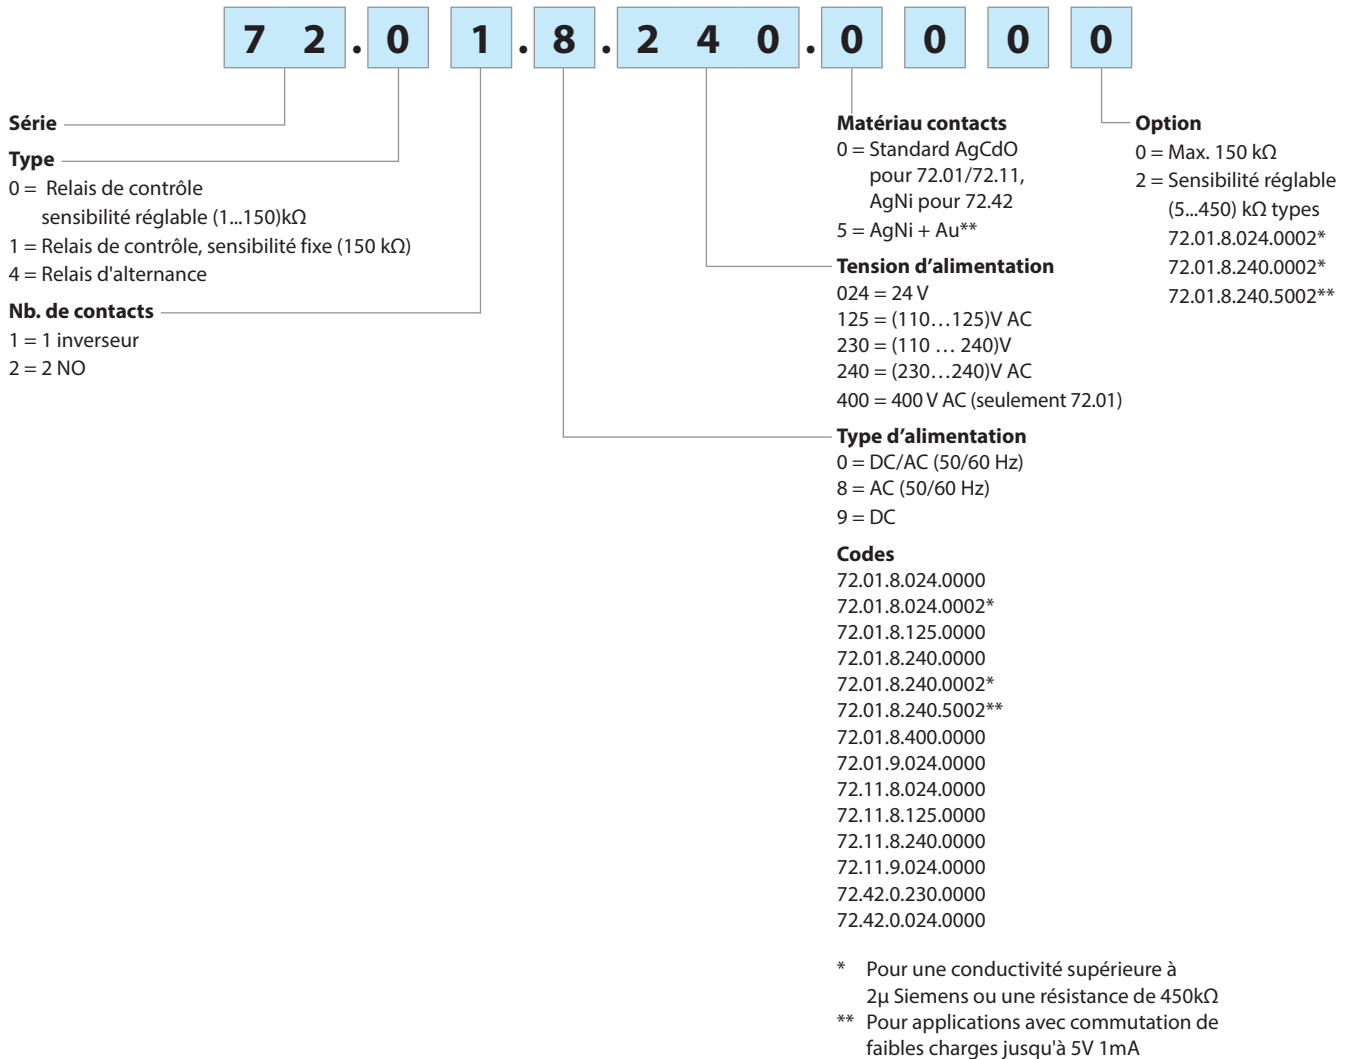 7 2 . 0 1 . 8 . 2 4 0 . 0 0 0 0
Série
Type
0 = Relais de contrôle
sensibilité réglable (1...150)kΩ
1 = Relais de contrôle, sensibilité fixe (150 kΩ)
4 = Relais d'alternance
Nb. de contacts
1 = 1 inverseur
2 = 2 NO
Matériau contacts
0 = Standard AgCdO
pour 72.01/72.11,
AgNi pour 72.42
5 = AgNi + Au**
Tension d’alimentation
024 = 24 V
125 = (110…125)V AC
230 = (110 … 240)V
240 = (230…240)V AC
400 = 400 V AC (seulement 72.01)
Type d’alimentation
0 = DC/AC (50/60 Hz)
8 = AC (50/60 Hz)
9 = DC
Codes
72.01.8.024.0000
72.01.8.024.0002*
72.01.8.125.0000
72.01.8.240.0000
72.01.8.240.0002*
72.01.8.240.5002**
72.01.8.400.0000
72.01.9.024.0000
72.11.8.024.0000
72.11.8.125.0000
72.11.8.240.0000
72.11.9.024.0000
72.42.0.230.0000
72.42.0.024.0000
* Pour une conductivité supérieure à
2µ Siemens ou une résistance de 450kΩ
** Pour applications avec commutation de
faibles charges jusqu'à 5V 1mA
Option
0 = Max. 150 kΩ
2 = Sensibilité réglable
(5...450) kΩ types
72.01.8.024.0002*
72.01.8.240.0002*
72.01.8.240.5002**